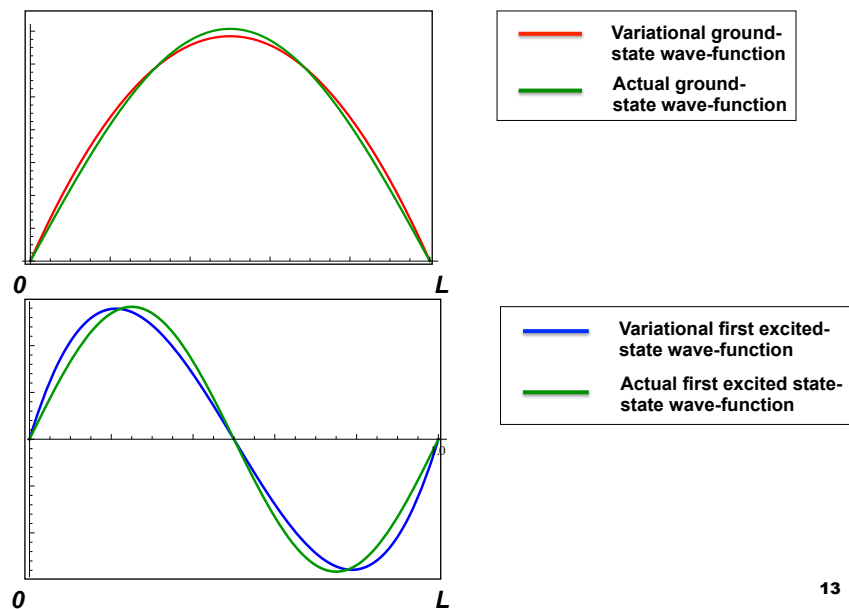 Variational ground-
state wave-function
Actual ground-
state wave-function
0 L
Variational first excited-
state wave-function
Actual first excited state-
state wave-function
0 L
13